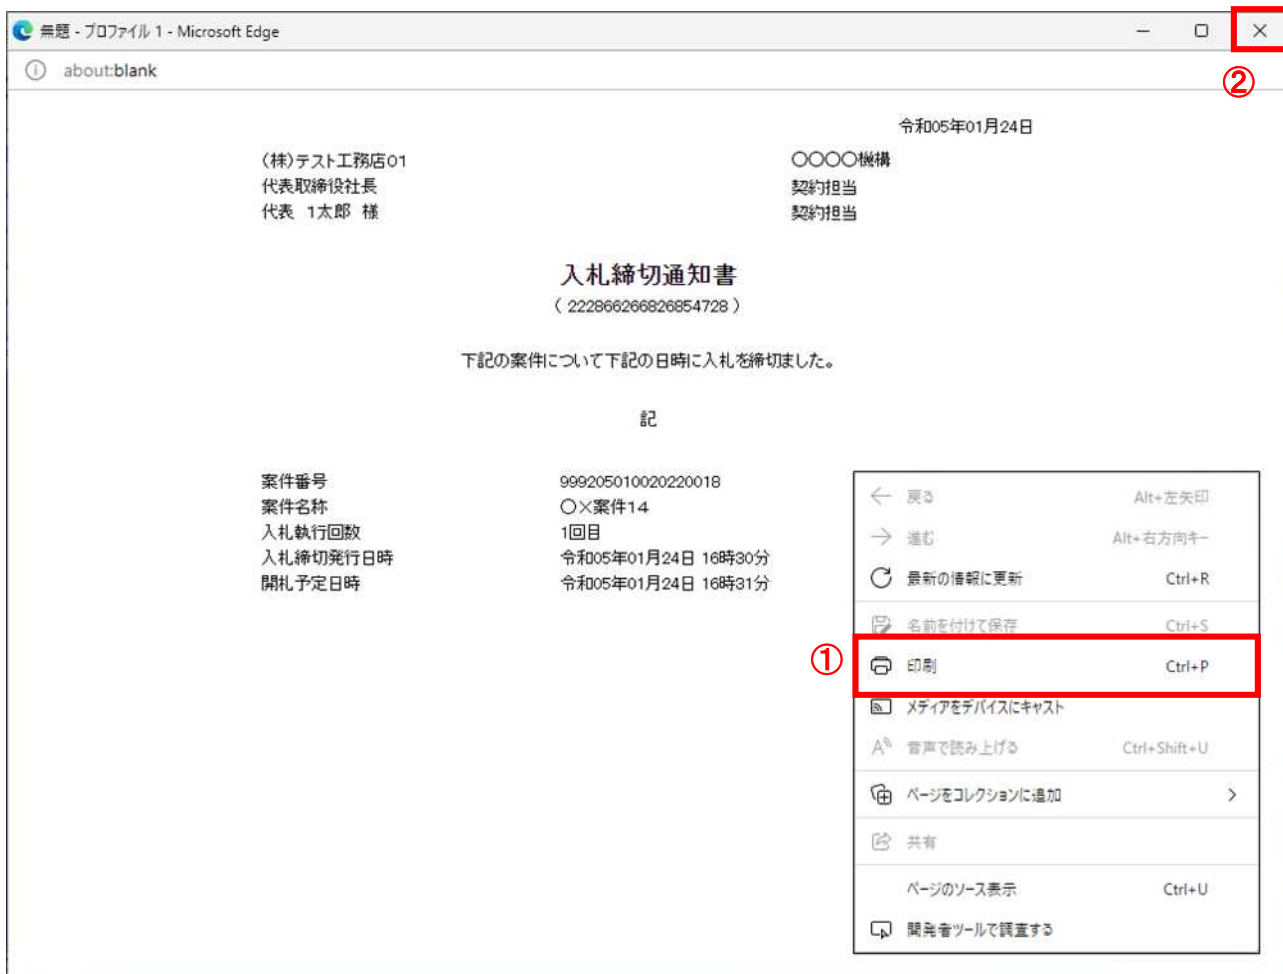 無題 - プロファイル 1 - Microsoft Edge
②
about:blank
令和05年01月24日
(株)テスト工務店01
〇〇〇〇機構
代表取締役社長
契約担当
代表 1太郎 様
契約担当
入札締切通知書
( 222866266826854728 )
下記の案件について下記の日時に入札を締切ました。
記
案件番号 999205010020220018
案件名称 〇×案件14
入札執行回数 1回目
入札締切発行日時 令和05年01月24日 16時30分
開札予定日時 令和05年01月24日 16時31分
戻る Alt+左矢印
進む Alt+右方向キー
最新の情報に更新 Ctrl+R
名前を付けて保存 Ctrl+S
① 印刷 Ctrl+P
メディアをデバイスにキャスト
音声で読み上げる Ctrl+Shift+U
ページをコレクションに追加
共有
ページのソース表示 Ctrl+U
開発者ツールで調査する